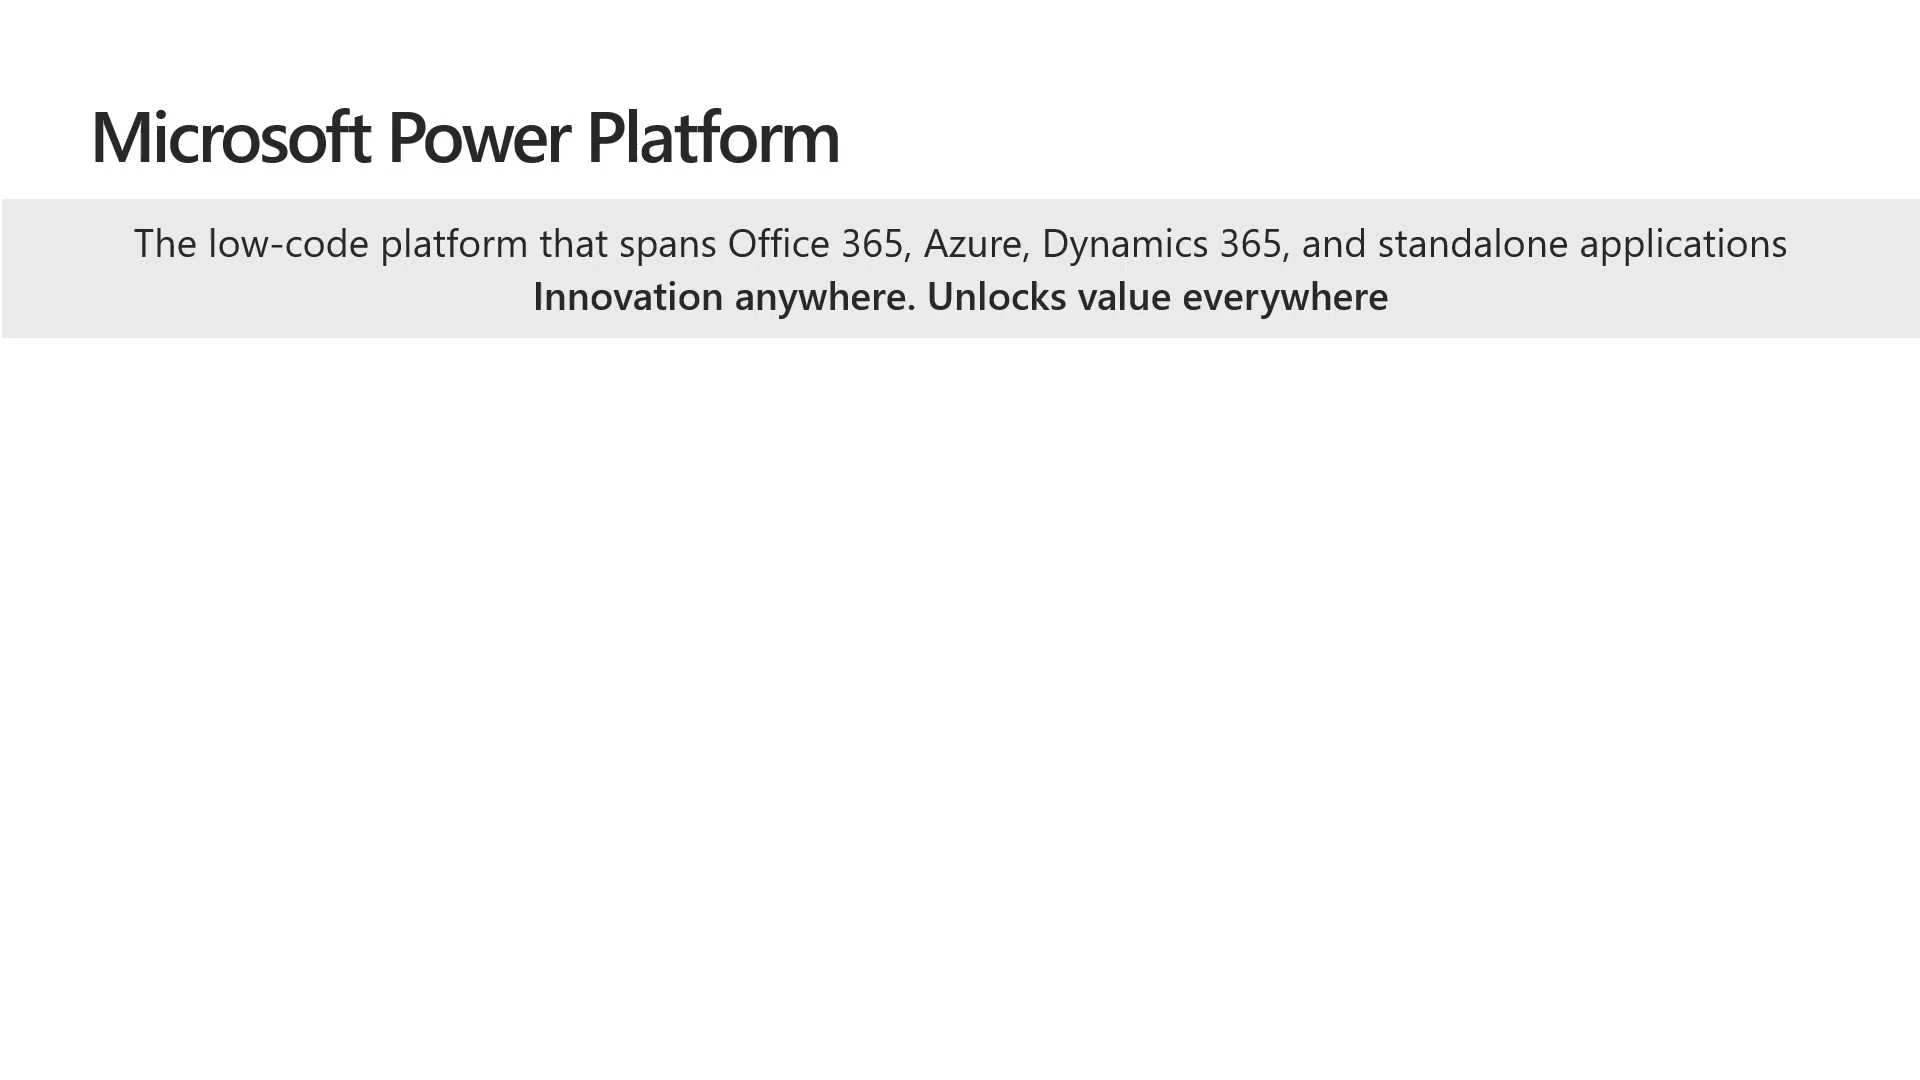 Microsoft Power Platform
The low-code platform that spans Office 365, Azure, Dynamics 365, and standalone applications
Innovation anywhere. Unlocks value everywhere